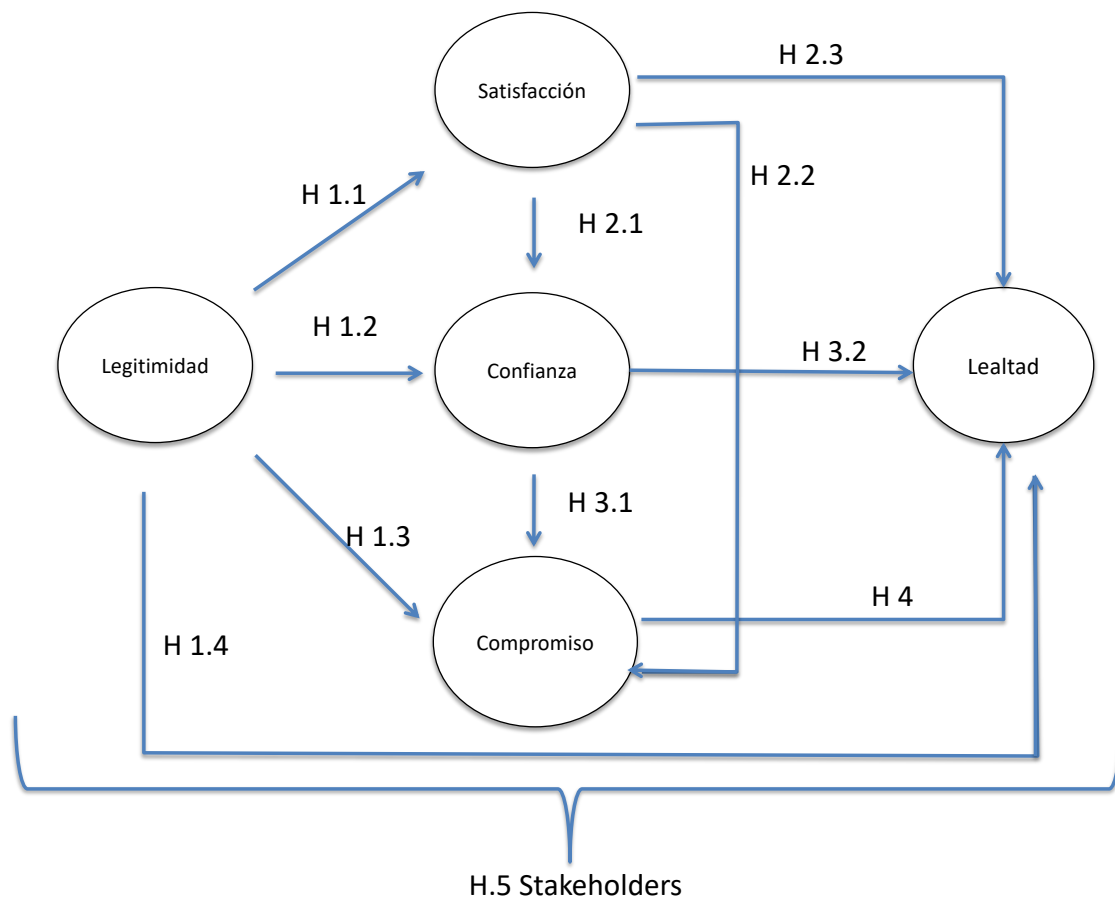 H 2.3
Satisfacción
H 2.2
H 1.1
H 2.1
H 1.2
H 3.2
Legitimidad
Confianza
Lealtad
H 3.1
H 1.3
H 4
Compromiso
H 1.4
H.5 Stakeholders